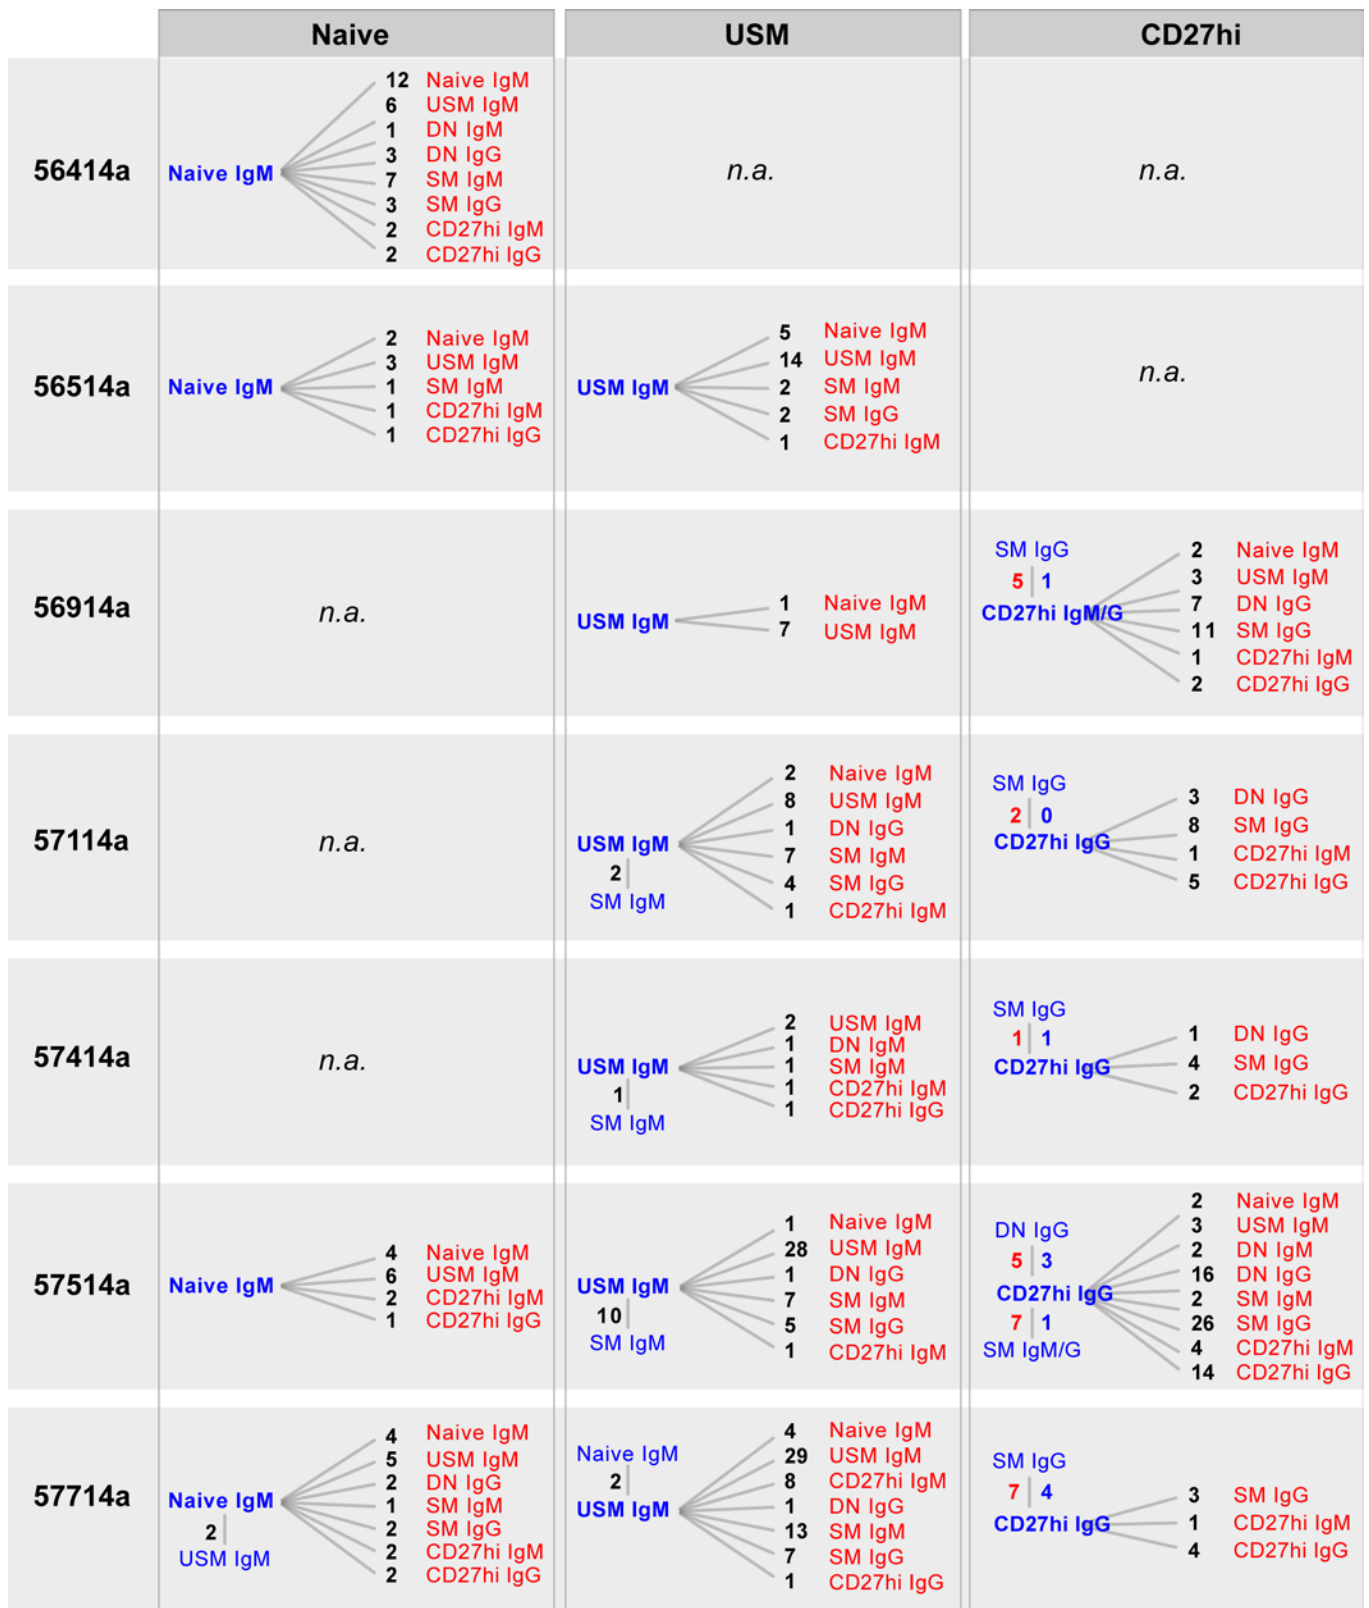 Naive USM CD27hi
56414a
Naive IgM
12 Naive IgM
6 USM IgM
1 DN IgM
3 DN IgG
7 SM IgM
3 SM IgG
2 CD27hi IgM
2 CD27hi IgG
n.a.
n.a.
56514a
Naive IgM
2 Naive IgM
3 USM IgM
1 SM IgM
1 CD27hi IgM
1 CD27hi IgG
USM IgM
5 Naive IgM
14 USM IgM
2 SM IgM
2 SM IgG
1 CD27hi IgM
n.a.
56914a
n.a.
USM IgM
1 Naive IgM
7 USM IgM
SM IgG
5 1
CD27hi IgM/G
2 Naive IgM
3 USM IgM
7 DN IgG
11 SM IgG
1 CD27hi IgM
2 CD27hi IgG
57114a
n.a.
USM IgM
2
SM IgM
2 Naive IgM
8 USM IgM
1 DN IgG
7 SM IgM
4 SM IgG
1 CD27hi IgM
SM IgG
2 0
CD27hi IgG
3 DN IgG
8 SM IgG
1 CD27hi IgM
5 CD27hi IgG
57414a
n.a.
USM IgM
1
SM IgM
2 USM IgM
1 DN IgM
1 SM IgM
1 CD27hi IgM
1 CD27hi IgG
SM IgG
1 1
CD27hi IgG
1 DN IgG
4 SM IgG
2 CD27hi IgG
57514a
Naive IgM
4 Naive IgM
6 USM IgM
2 CD27hi IgM
1 CD27hi IgG
USM IgM
10
SM IgM
1 Naive IgM
28 USM IgM
1 DN IgG
7 SM IgM
5 SM IgG
1 CD27hi IgM
DN IgG
5 3
CD27hi IgG
7 1
SM IgM/G
2 Naive IgM
3 USM IgM
2 DN IgM
16 DN IgG
2 SM IgM
26 SM IgG
4 CD27hi IgM
14 CD27hi IgG
57714a
Naive IgM
2
USM IgM
4 Naive IgM
5 USM IgM
2 DN IgG
1 SM IgM
2 SM IgG
2 CD27hi IgM
2 CD27hi IgG
Naive IgM
2
USM IgM
4 Naive IgM
29 USM IgM
8 CD27hi IgM
1 DN IgG
13 SM IgM
7 SM IgG
1 CD27hi IgG
SM IgG
7 4
CD27hi IgG
3 SM IgG
1 CD27hi IgM
4 CD27hi IgG